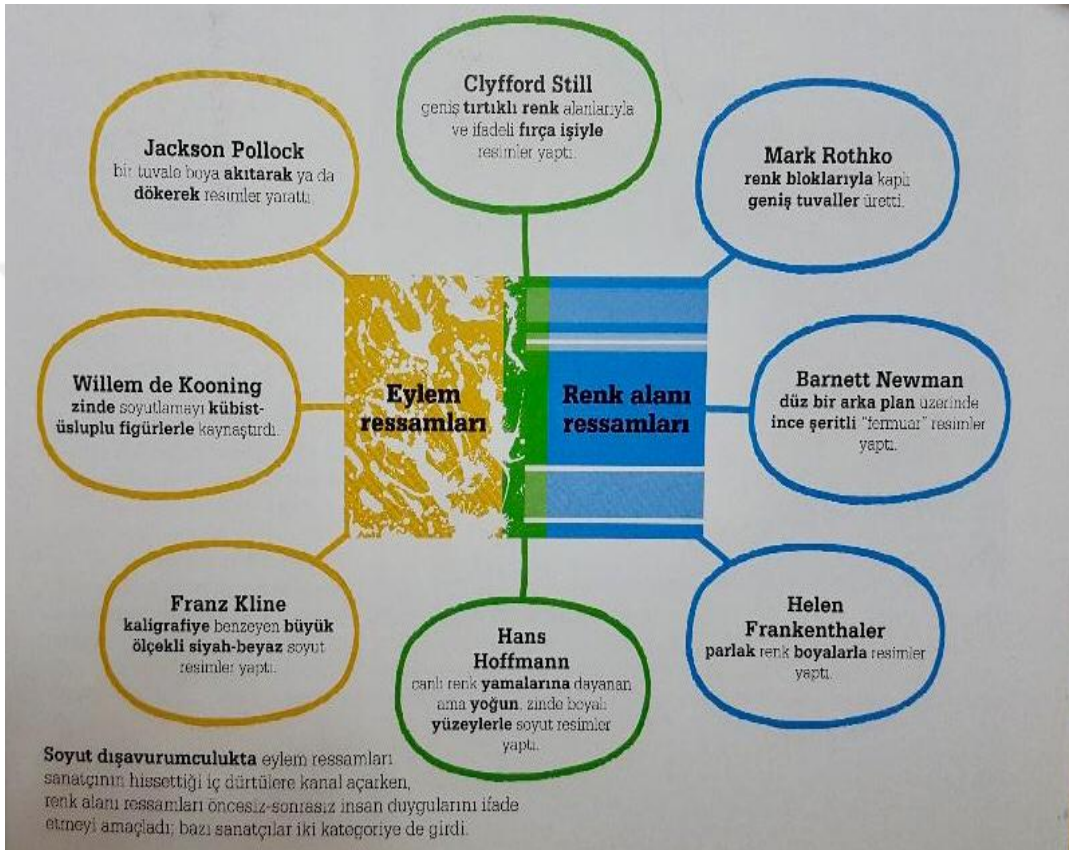 Clyfford Still
geniş tırtıklı renk alanlarıyla
ve ifadeli fırça işiyle
resimler yaptı.
Jackson Pollock
bir tuvale boya akıtarak ya da
dökerek resimler yarattı.
Mark Rothko
renk bloklarıyla kaplı
geniş tuvaller üretti.
Willem de Kooning
zinde soyutlamayı kübist-
üsluplu figürlerle kaynaştırdı.
Eylem
ressamları
Renk alanı
ressamları
Barnett Newman
düz bir arka plan üzerinde
ince şeritli "fermuar" resimler
yaptı.
Franz Kline
kaligrafiye benzeyen büyük
ölçekli siyah-beyaz soyut
resimler yaptı.
Hans
Hoffmann
canlı renk yamalarına dayanan
ama yoğun, zinde boyalı
yüzeylerle soyut resimler
yaptı.
Helen
Frankenthaler
parlak renk boyalarla resimler
yaptı.
Soyut dışavurumculukta eylem ressamları
sanatçının hissettiği iç dürtülere kanal açarken,
renk alanı ressamları öncesiz-sonrasız insan duygularını ifade
etmeyi amaçladı; bazı sanatçılar iki kategoriye de girdi.